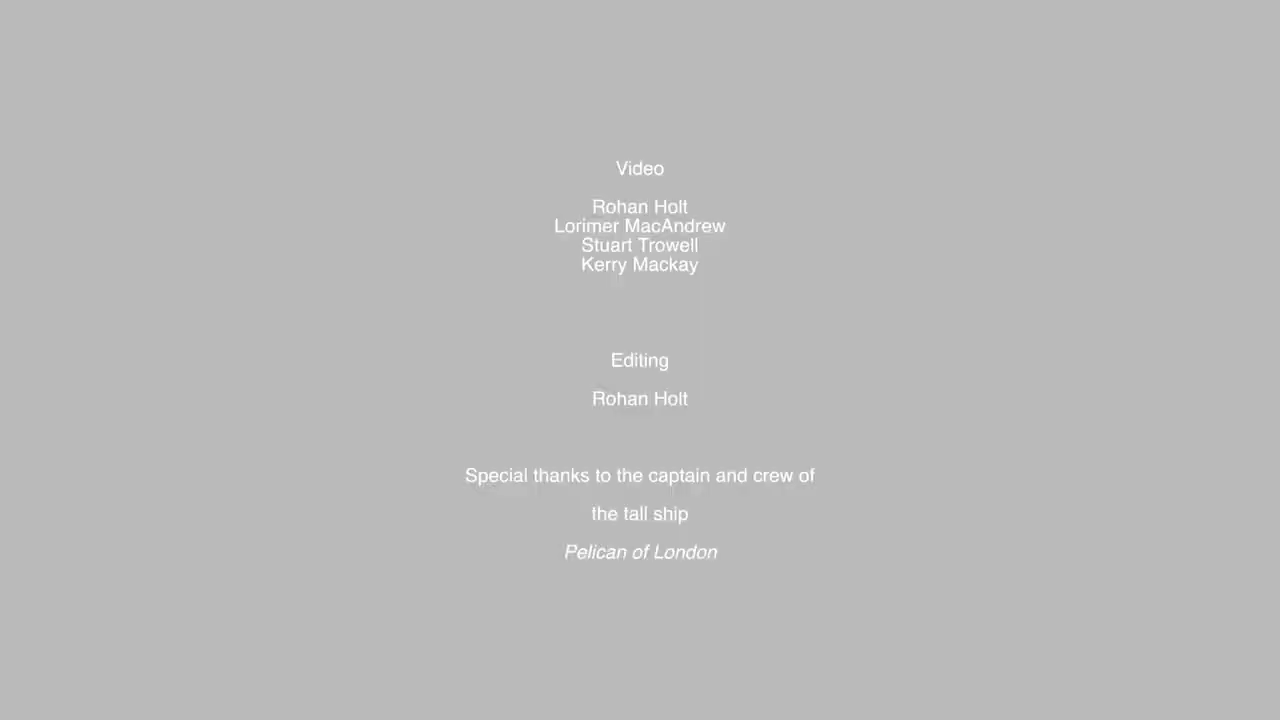 Video
Rohan Holt
Lorimer MacAndrew
Stuart Trowell
Kerry Mackay
Editing
Rohan Holt
Special thanks to the captain and crew of
the tall ship
Pelican of London